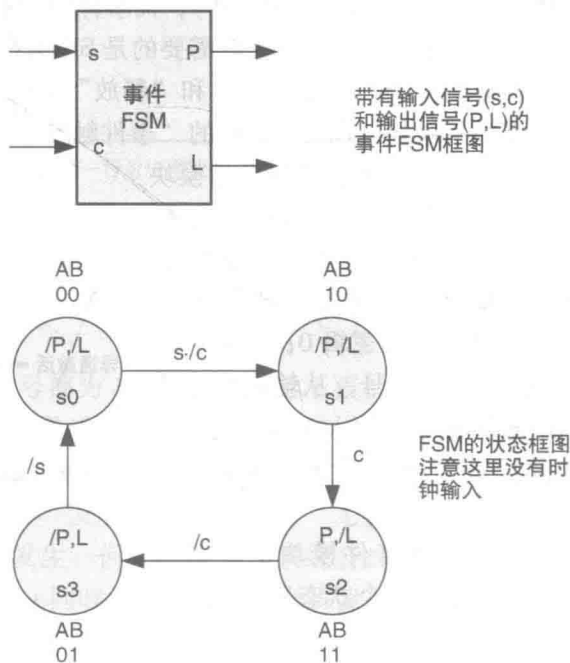 s P
事件
FSM
c
L
带有输入信号(s,c)
和输出信号(P,L)的
事件FSM框图
AB
00
AB
10
/P,/L
s0
s·/c
/P,/L
s1
/s
c
FSM的状态框图
注意这里没有时
钟输入
/P,L
s3
/c
P,/L
s2
AB
01
AB
11